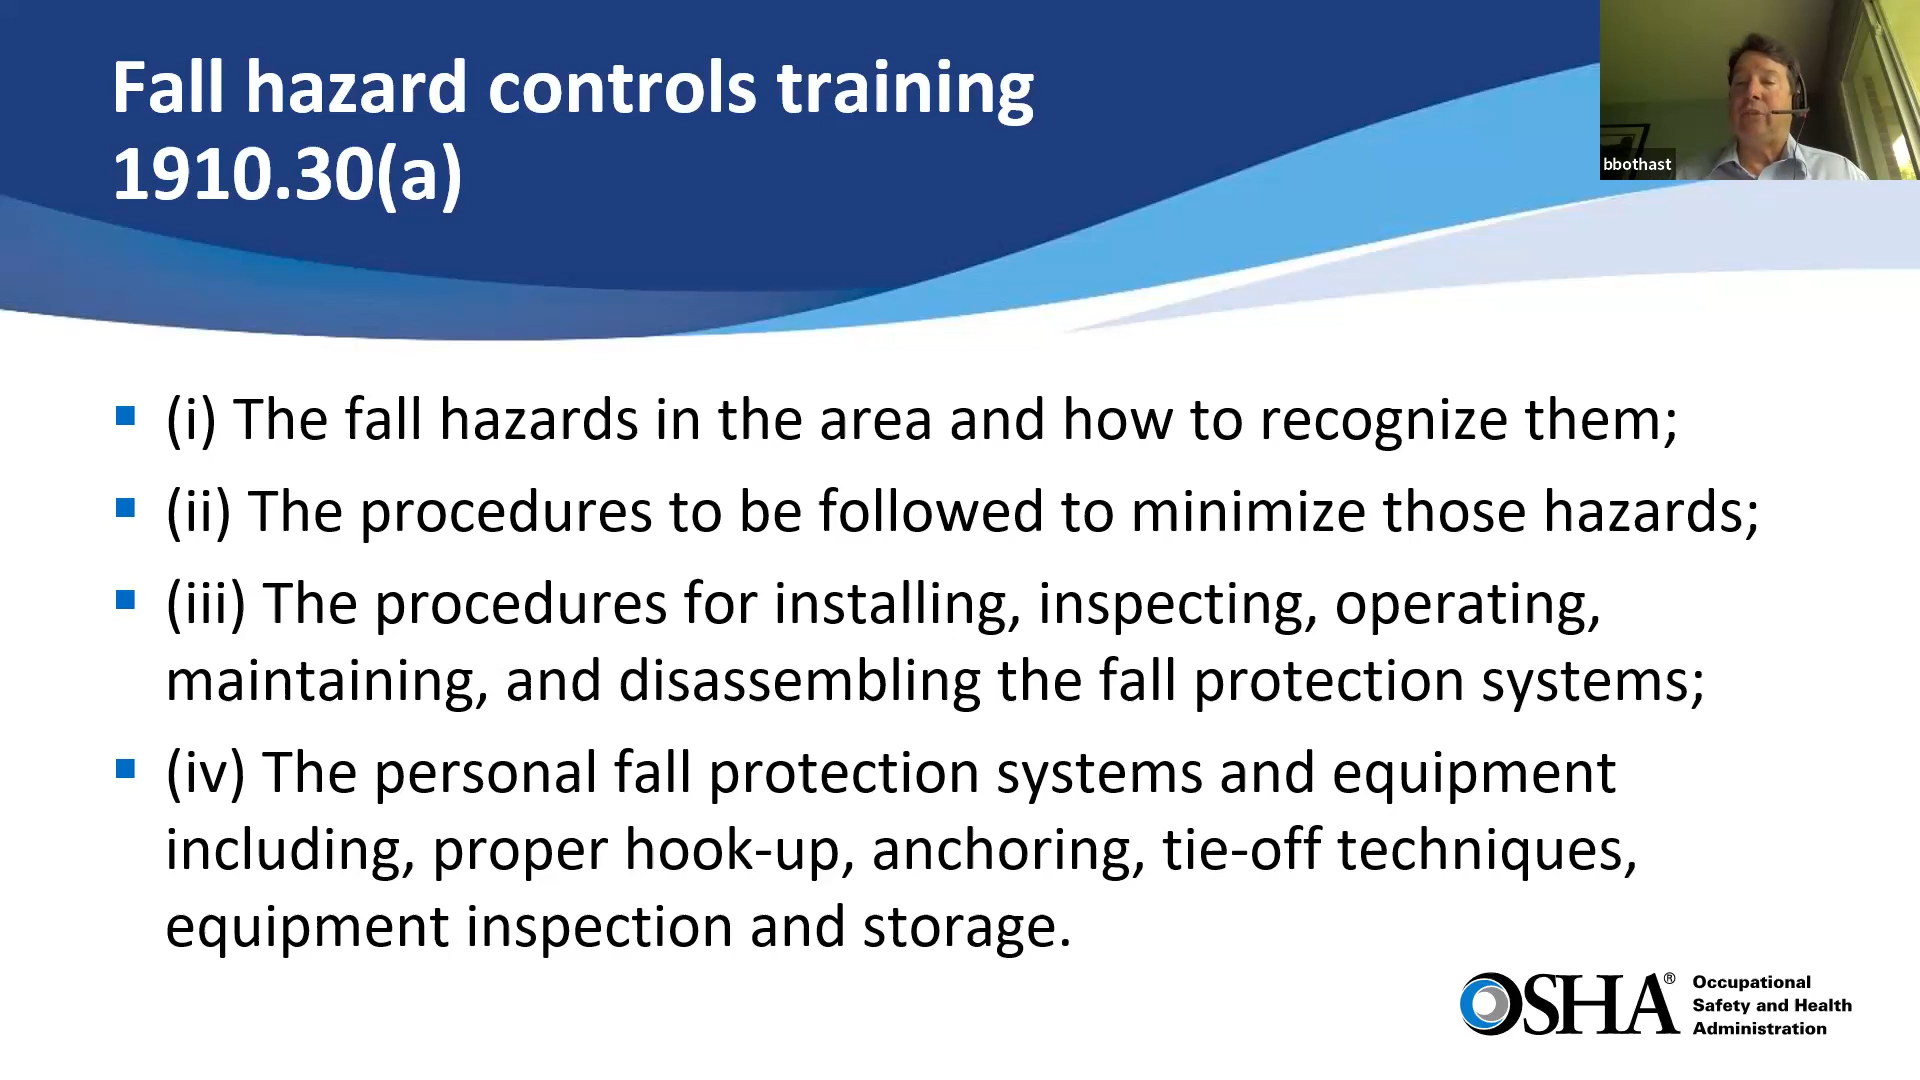 Fall hazard controls training
1910.30(a)
bbothast
▪ (i) The fall hazards in the area and how to recognize them;
▪ (ii) The procedures to be followed to minimize those hazards;
▪ (iii) The procedures for installing, inspecting, operating,
maintaining, and disassembling the fall protection systems;
▪ (iv) The personal fall protection systems and equipment
including, proper hook-up, anchoring, tie-off techniques,
equipment inspection and storage.
OSHA®
Occupational
Safety and Health
Administration